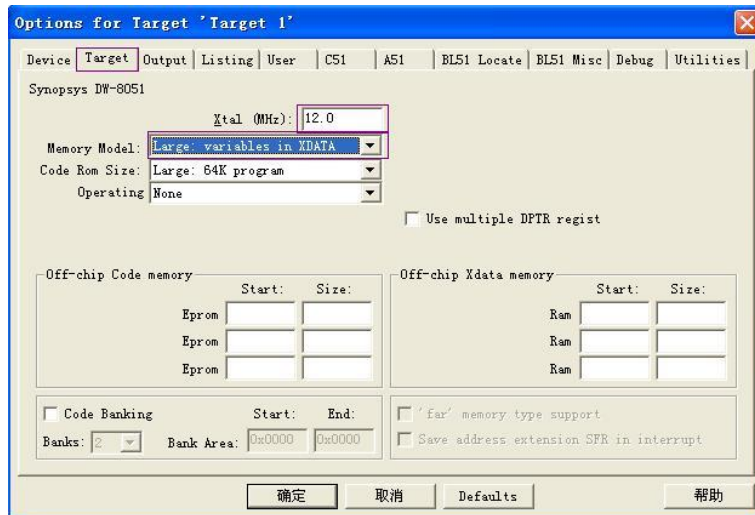 Options for Target 'Target 1'
Device Target Output Listing User C51 A51 BL51 Locate BL51 Misc Debug Utilities
Synopsys DW-8051
Xtal (MHz): 12.0
Memory Model: Large: variables in XDATA
Code Rom Size: Large: 64K program
Operating None
Use multiple DPTR regist
Off-chip Code memory
Start: Size:
Eprom
Eprom
Eprom
Off-chip Xdata memory
Start: Size:
Ram
Ram
Ram
Code Banking Start: End:
Banks: 2 Bank Area: 0x0000 0x0000
'far' memory type support
Save address extension SFR in interrupt
确定 取消 Defaults 帮助